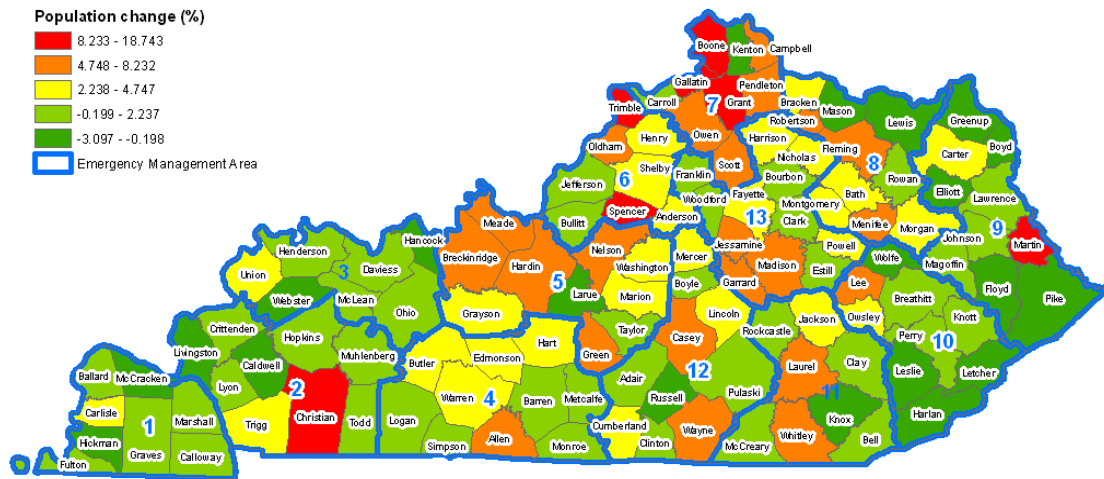 Population change (%)
8.233 - 18.743
4.748 - 8.232
2.238 - 4.747
-0.199 - 2.237
-3.097 - -0.198
Emergency Management Area
Boone
Kenton
Campbell
Gallatin
Pendleton
Trimble
Carroll
7
Grant
Bracken
Mason
Lewis
Greenup
Owen
Robertson
Henry
Harrison
Fleming
8
Boyd
Oldham
Scott
Nicholas
Carter
Shelby
Franklin
Bourbon
Rowan
Jefferson
6
Elliott
Lawrence
Woodford
Fayette
Montgomery
Bath
Spencer
Anderson
13
Clark
Menifee
Morgan
9
Bullitt
Johnson
Martin
Hancock
Meade
Nelson
Mercer
Jessamine
Powell
Wolfe
Magoffin
Henderson
3
Daviess
Breckinridge
Hardin
5
Washington
Madison
Estill
Floyd
Union
Larue
Boyle
Garrard
Lee
Breathitt
Pike
Webster
McLean
Marion
Ohio
Lincoln
Jackson
Owsley
Knott
Grayson
Taylor
Casey
Rockcastle
Perry
10
Crittenden
Hopkins
Hart
Green
Clay
Letcher
Livingston
Caldwell
Muhlenberg
Butler
Edmonson
Laurel
Leslie
Ballard
McCracken
Lyon
2
Adair
12
Pulaski
11
Harlan
Carlisle
Warren
4
Barren
Metcalfe
Russell
Knox
1
Marshall
Trigg
Christian
Todd
Logan
Cumberland
Wayne
Whitley
Bell
Hickman
Graves
Calloway
Simpson
Allen
Monroe
Clinton
McCreary
Fulton